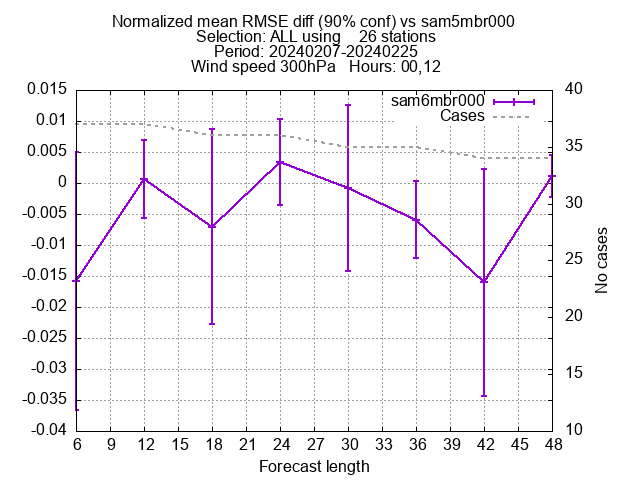 Normalized mean RMSE diff (90% conf) vs sam5mbr000
Selection: ALL using    26 stations
Period: 20240207-20240225
Wind speed 300hPa   Hours: 00,12
sam6mbr000
Cases
0.015
0.01
0.005
0
-0.005
-0.01
-0.015
-0.02
-0.025
-0.03
-0.035
-0.04
40
35
30
25
20
15
10
No cases
6 9 12 15 18 21 24 27 30 33 36 39 42 45 48
Forecast length